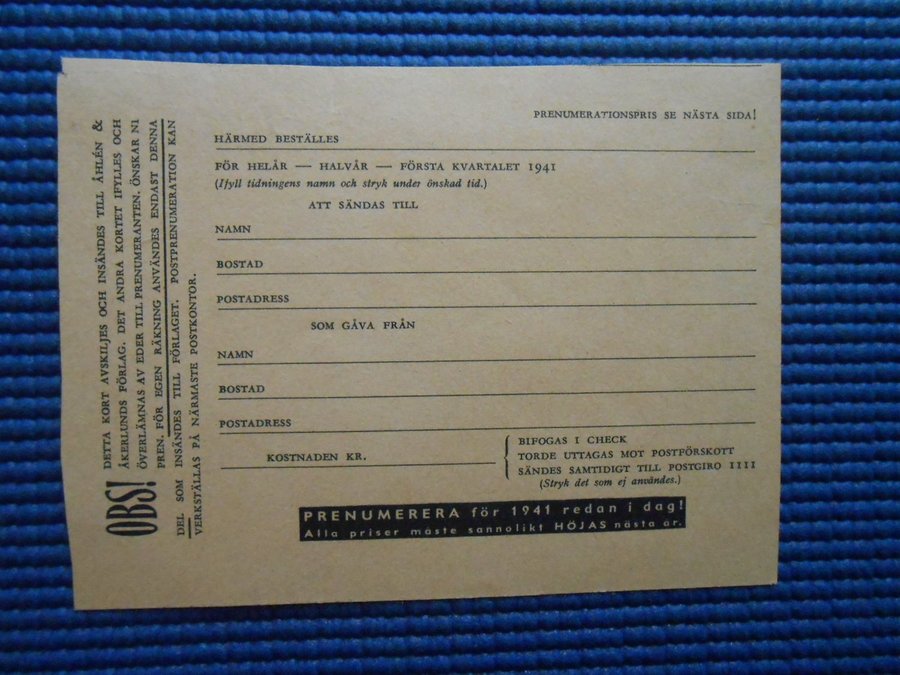 OBS!
DETTA KORT AVSKILJES OCH INSÄNDES TILL ÅHLÉN &
ÅKERLUNDS FÖRLAG. DET ANDRA KORTET IFYLLES OCH
ÖVERLÄMNAS AV EDER TILL PRENUMERANTEN. ÖNSKAR NI
PREN. FÖR EGEN RÄKNING ANVÄNDES ENDAST DENNA
DEL SOM INSÄNDES TILL FÖRLAGET. POSTPRENUMERATION KAN
VERKSTÄLLAS PÅ NÄRMASTE POSTKONTOR.
PRENUMERATIONSPRIS SE NÄSTA SIDA!
HÄRMED BESTÄLLES
FÖR HELÅR — HALVÅR — FÖRSTA KVARTALET 1941
(Ifyll tidningens namn och stryk under önskad tid.)
ATT SÄNDAS TILL
NAMN
BOSTAD
POSTADRESS
SOM GÅVA FRÅN
NAMN
BOSTAD
POSTADRESS
KOSTNADEN KR.
BIFOGAS I CHECK
TORDE UTTAGAS MOT POSTFÖRSKOTT
SÄNDES SAMTIDIGT TILL POSTGIRO 1111
(Stryk det som ej användes.)
PRENUMERERA för 1941 redan i dag!
Alla priser måste sannolikt HÖJAS nästa år.